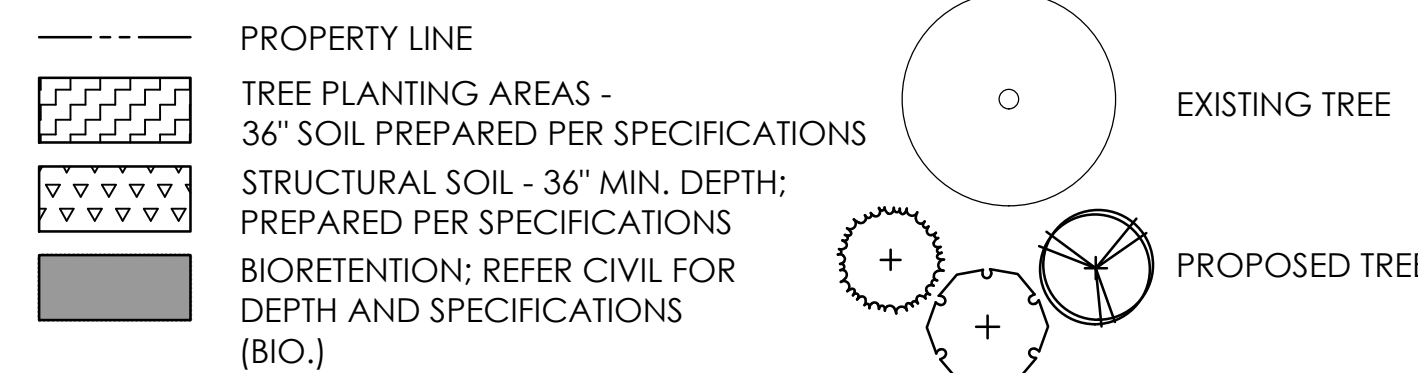 PROPERTY LINE
TREE PLANTING AREAS -
36" SOIL PREPARED PER SPECIFICATIONS
STRUCTURAL SOIL - 36" MIN. DEPTH;
PREPARED PER SPECIFICATIONS
BIORETENTION; REFER CIVIL FOR
DEPTH AND SPECIFICATIONS
(BIO.)
EXISTING TREE
PROPOSED TREE